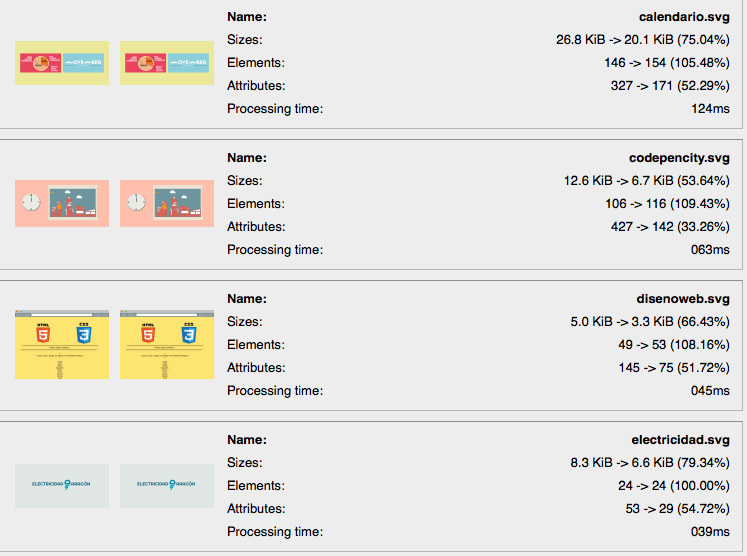 Name: calendario.svg
Sizes: 26.8 KiB -> 20.1 KiB (75.04%)
Elements: 146 -> 154 (105.48%)
Attributes: 327 -> 171 (52.29%)
Processing time: 124ms
Name: codepencity.svg
Sizes: 12.6 KiB -> 6.7 KiB (53.64%)
Elements: 106 -> 116 (109.43%)
Attributes: 427 -> 142 (33.26%)
Processing time: 063ms
HTML CSS HTML CSS
5 3 5 3
Name: disenoweb.svg
Sizes: 5.0 KiB -> 3.3 KiB (66.43%)
Elements: 49 -> 53 (108.16%)
Attributes: 145 -> 75 (51.72%)
Processing time: 045ms
ELECTRICIDAD ARAGÓN ELECTRICIDAD ARAGÓN
Name: electricidad.svg
Sizes: 8.3 KiB -> 6.6 KiB (79.34%)
Elements: 24 -> 24 (100.00%)
Attributes: 53 -> 29 (54.72%)
Processing time: 039ms